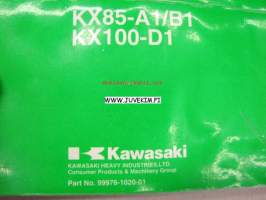 KX85-A1/B1
KX100-D1
WWW.JUVEKIM.FI
Kawasaki
KAWASAKI HEAVY INDUSTRIES,LTD
Consumer Products & Machinery Group
Part No. 99976-1020-01